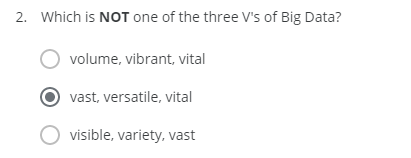 2. Which is NOT one of the three V's of Big Data?
volume, vibrant, vital
vast, versatile, vital
visible, variety, vast